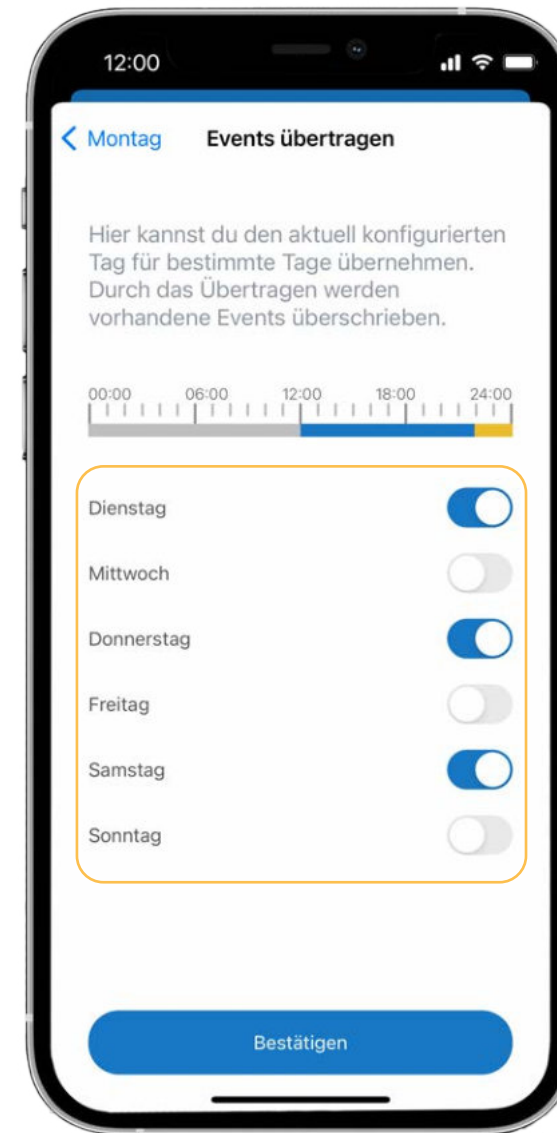 12:00
Montag Events übertragen
Hier kannst du den aktuell konfigurierten
Tag für bestimmte Tage übernehmen.
Durch das Übertragen werden
vorhandene Events überschrieben.
00:00 06:00 12:00 18:00 24:00
Dienstag
Mittwoch
Donnerstag
Freitag
Samstag
Sonntag
Bestätigen